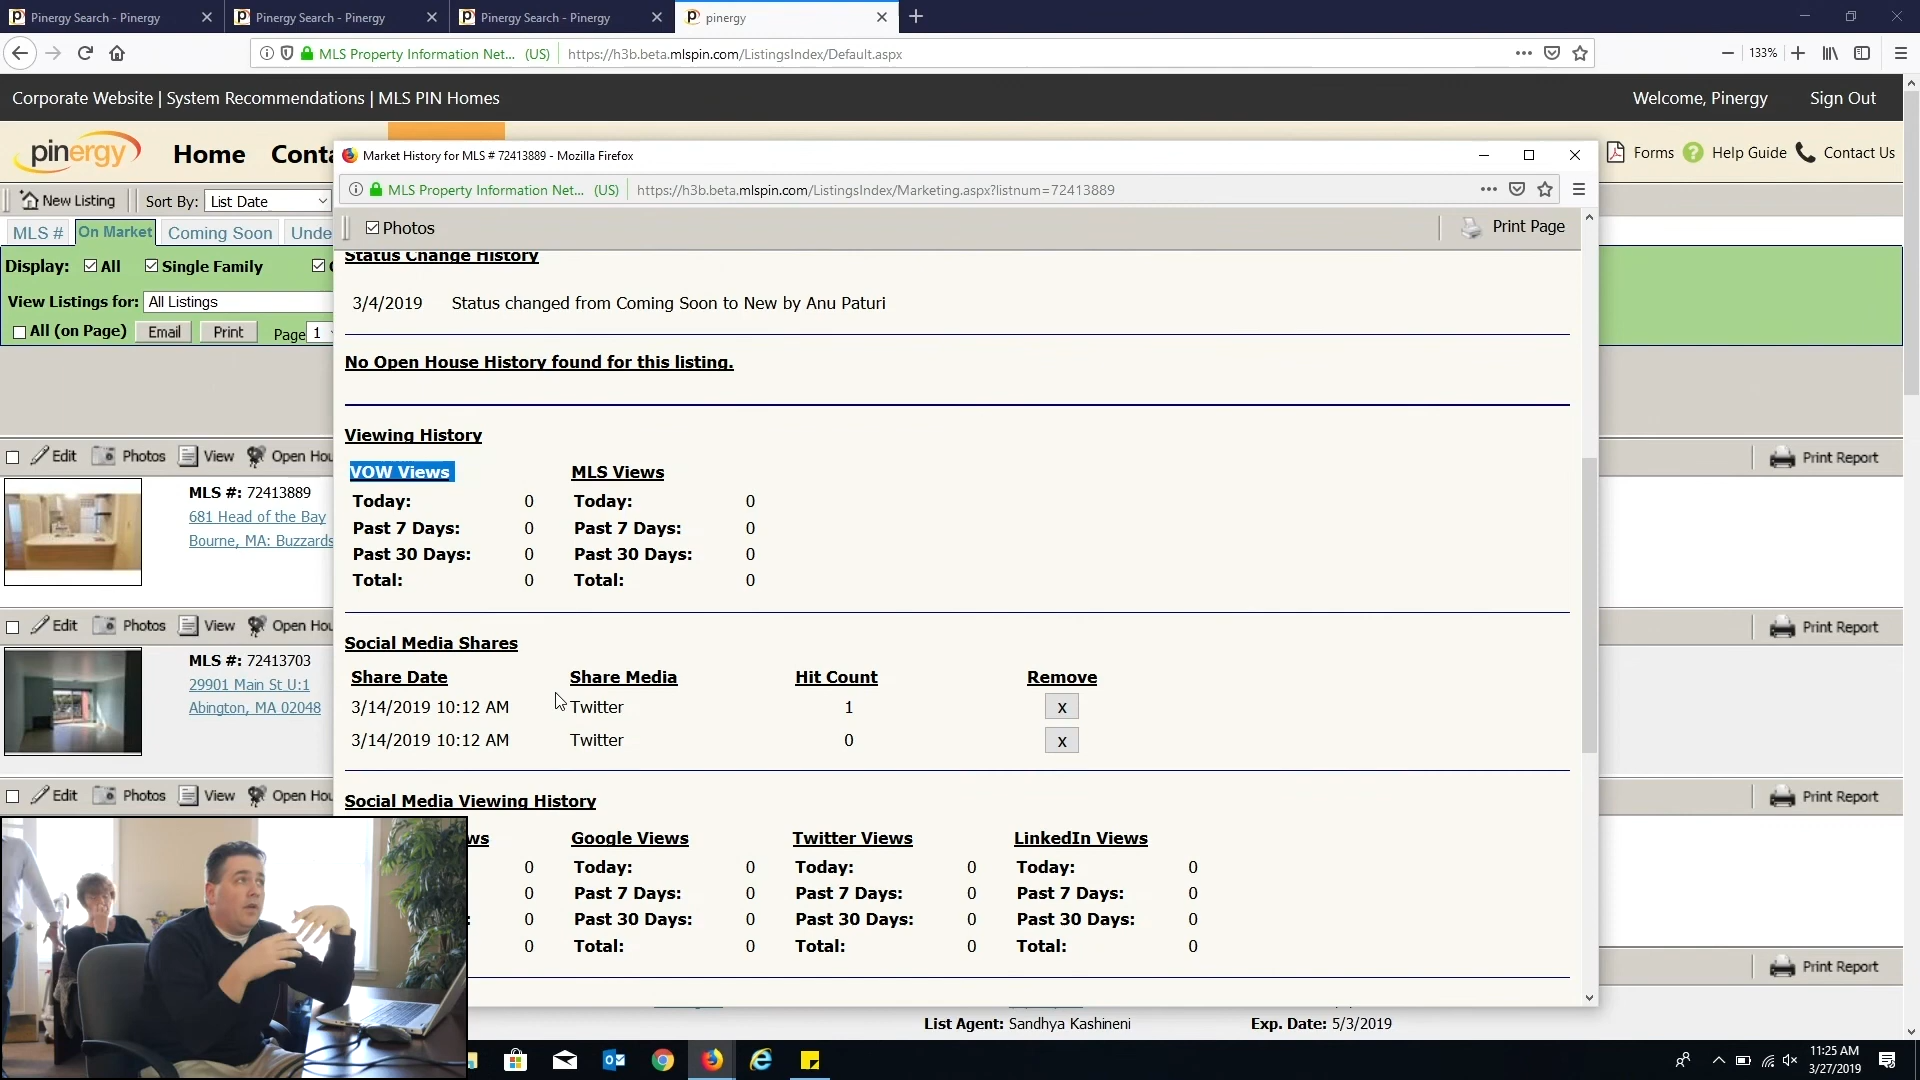 Pinergy Search - Pinergy
Pinergy Search - Pinergy
Pinergy Search - Pinergy
pinergy
MLS Property Information Net... (US) https://h3b.beta.mlspin.com/ListingsIndex/Default.aspx 133%
Corporate Website | System Recommendations | MLS PIN Homes
Welcome, Pinergy Sign Out
pinergy Home Conta
Forms Help Guide Contact Us
Market History for MLS # 72413889 - Mozilla Firefox
MLS Property Information Net... (US) https://h3b.beta.mlspin.com/ListingsIndex/Marketing.aspx?listnum=72413889
New Listing Sort By: List Date
Photos Print Page
MLS # On Market Coming Soon Unde
Display: All Single Family
View Listings for: All Listings
All (on Page) Email Print Page 1
Status Change History
3/4/2019 Status changed from Coming Soon to New by Anu Paturi
No Open House History found for this listing.
Viewing History
VOW Views MLS Views
Today: 0 Today: 0
Past 7 Days: 0 Past 7 Days: 0
Past 30 Days: 0 Past 30 Days: 0
Total: 0 Total: 0
Social Media Shares
Share Date Share Media Hit Count Remove
3/14/2019 10:12 AM Twitter 1 x
3/14/2019 10:12 AM Twitter 0 x
Social Media Viewing History
ws Google Views Twitter Views LinkedIn Views
0 Today: 0 Today: 0 Today: 0
0 Past 7 Days: 0 Past 7 Days: 0 Past 7 Days: 0
: 0 Past 30 Days: 0 Past 30 Days: 0 Past 30 Days: 0
0 Total: 0 Total: 0 Total: 0
Edit Photos View Open Hou Print Report
MLS #: 72413889
681 Head of the Bay
Bourne, MA: Buzzards
Edit Photos View Open Hou Print Report
MLS #: 72413703
29901 Main St U:1
Abington, MA 02048
Edit Photos View Open Hou Print Report
Print Report
List Agent: Sandhya Kashineni Exp. Date: 5/3/2019
11:25 AM
3/27/2019